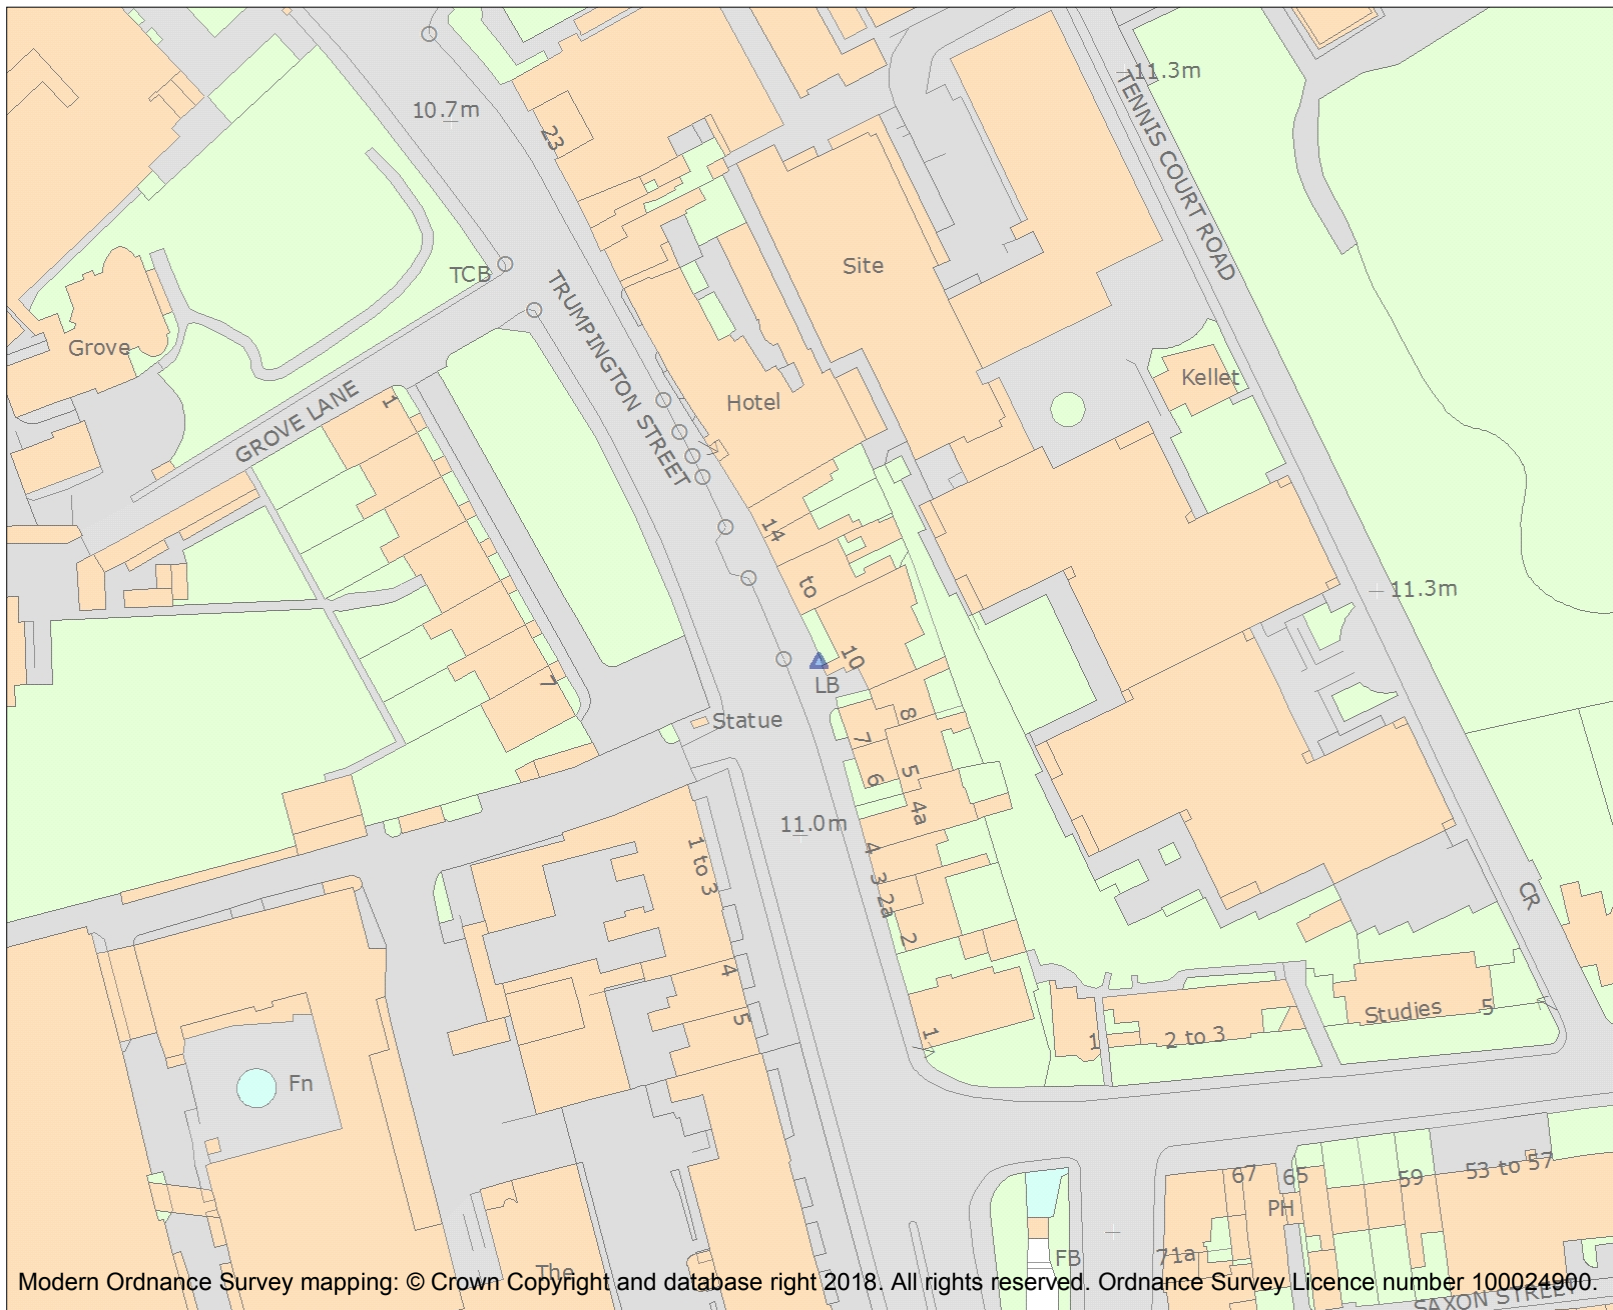 11.3m
TENNIS COURT ROAD
10.7m
23
TCB
TRUMPINGTON STREET
Site
Grove
Kellet
Hotel
1
GROVE LANE
14
to
10
11.3m
7
LB
Statue
8
7
5
6
4a
11.0m
1 to 3
4
3
2a
2
CR
4
5
1
1
2 to 3
Studies
5
Fn
67
65
59
53 to 57
PH
71a
FB
The
SAXON STREET
Modern Ordnance Survey mapping: © Crown Copyright and database right 2018. All rights reserved. Ordnance Survey Licence number 100024900.